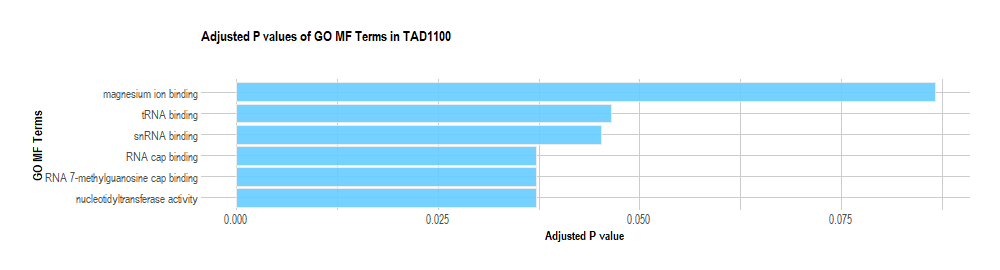 Adjusted P values of GO MF Terms in TAD1100
GO MF Terms
magnesium ion binding
tRNA binding
snRNA binding
RNA cap binding
RNA 7-methylguanosine cap binding
nucleotidyltransferase activity
0.000 0.025 0.050 0.075
Adjusted P value